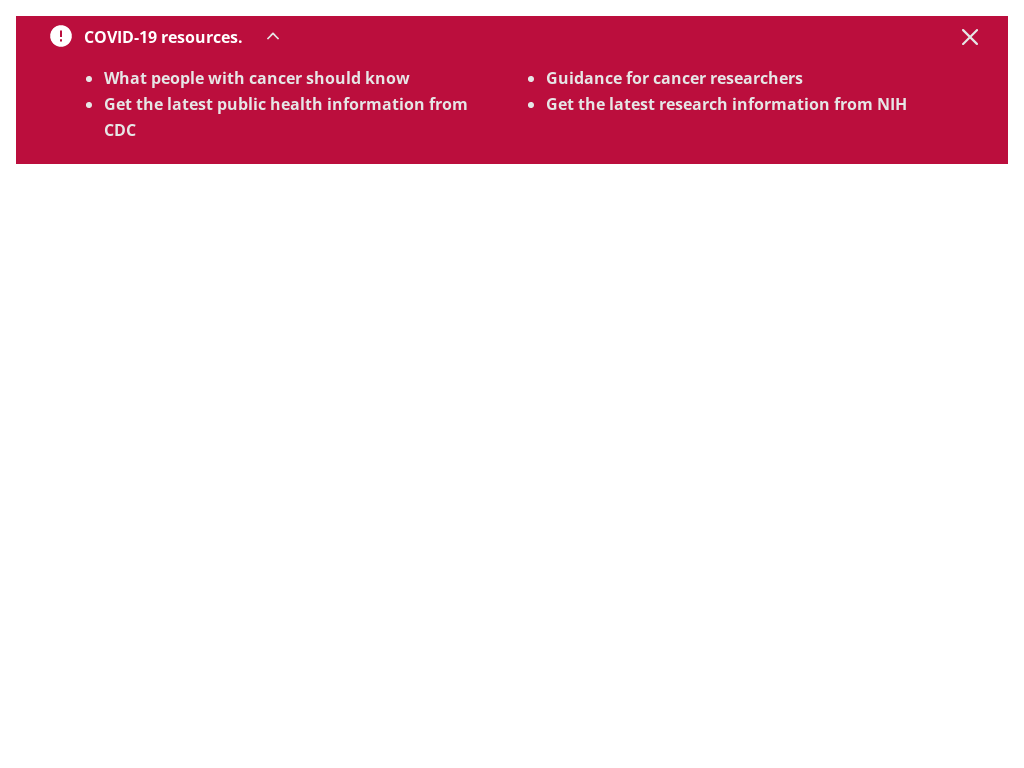 COVID-19 resources.
What people with cancer should know
Get the latest public health information from
CDC
Guidance for cancer researchers
Get the latest research information from NIH